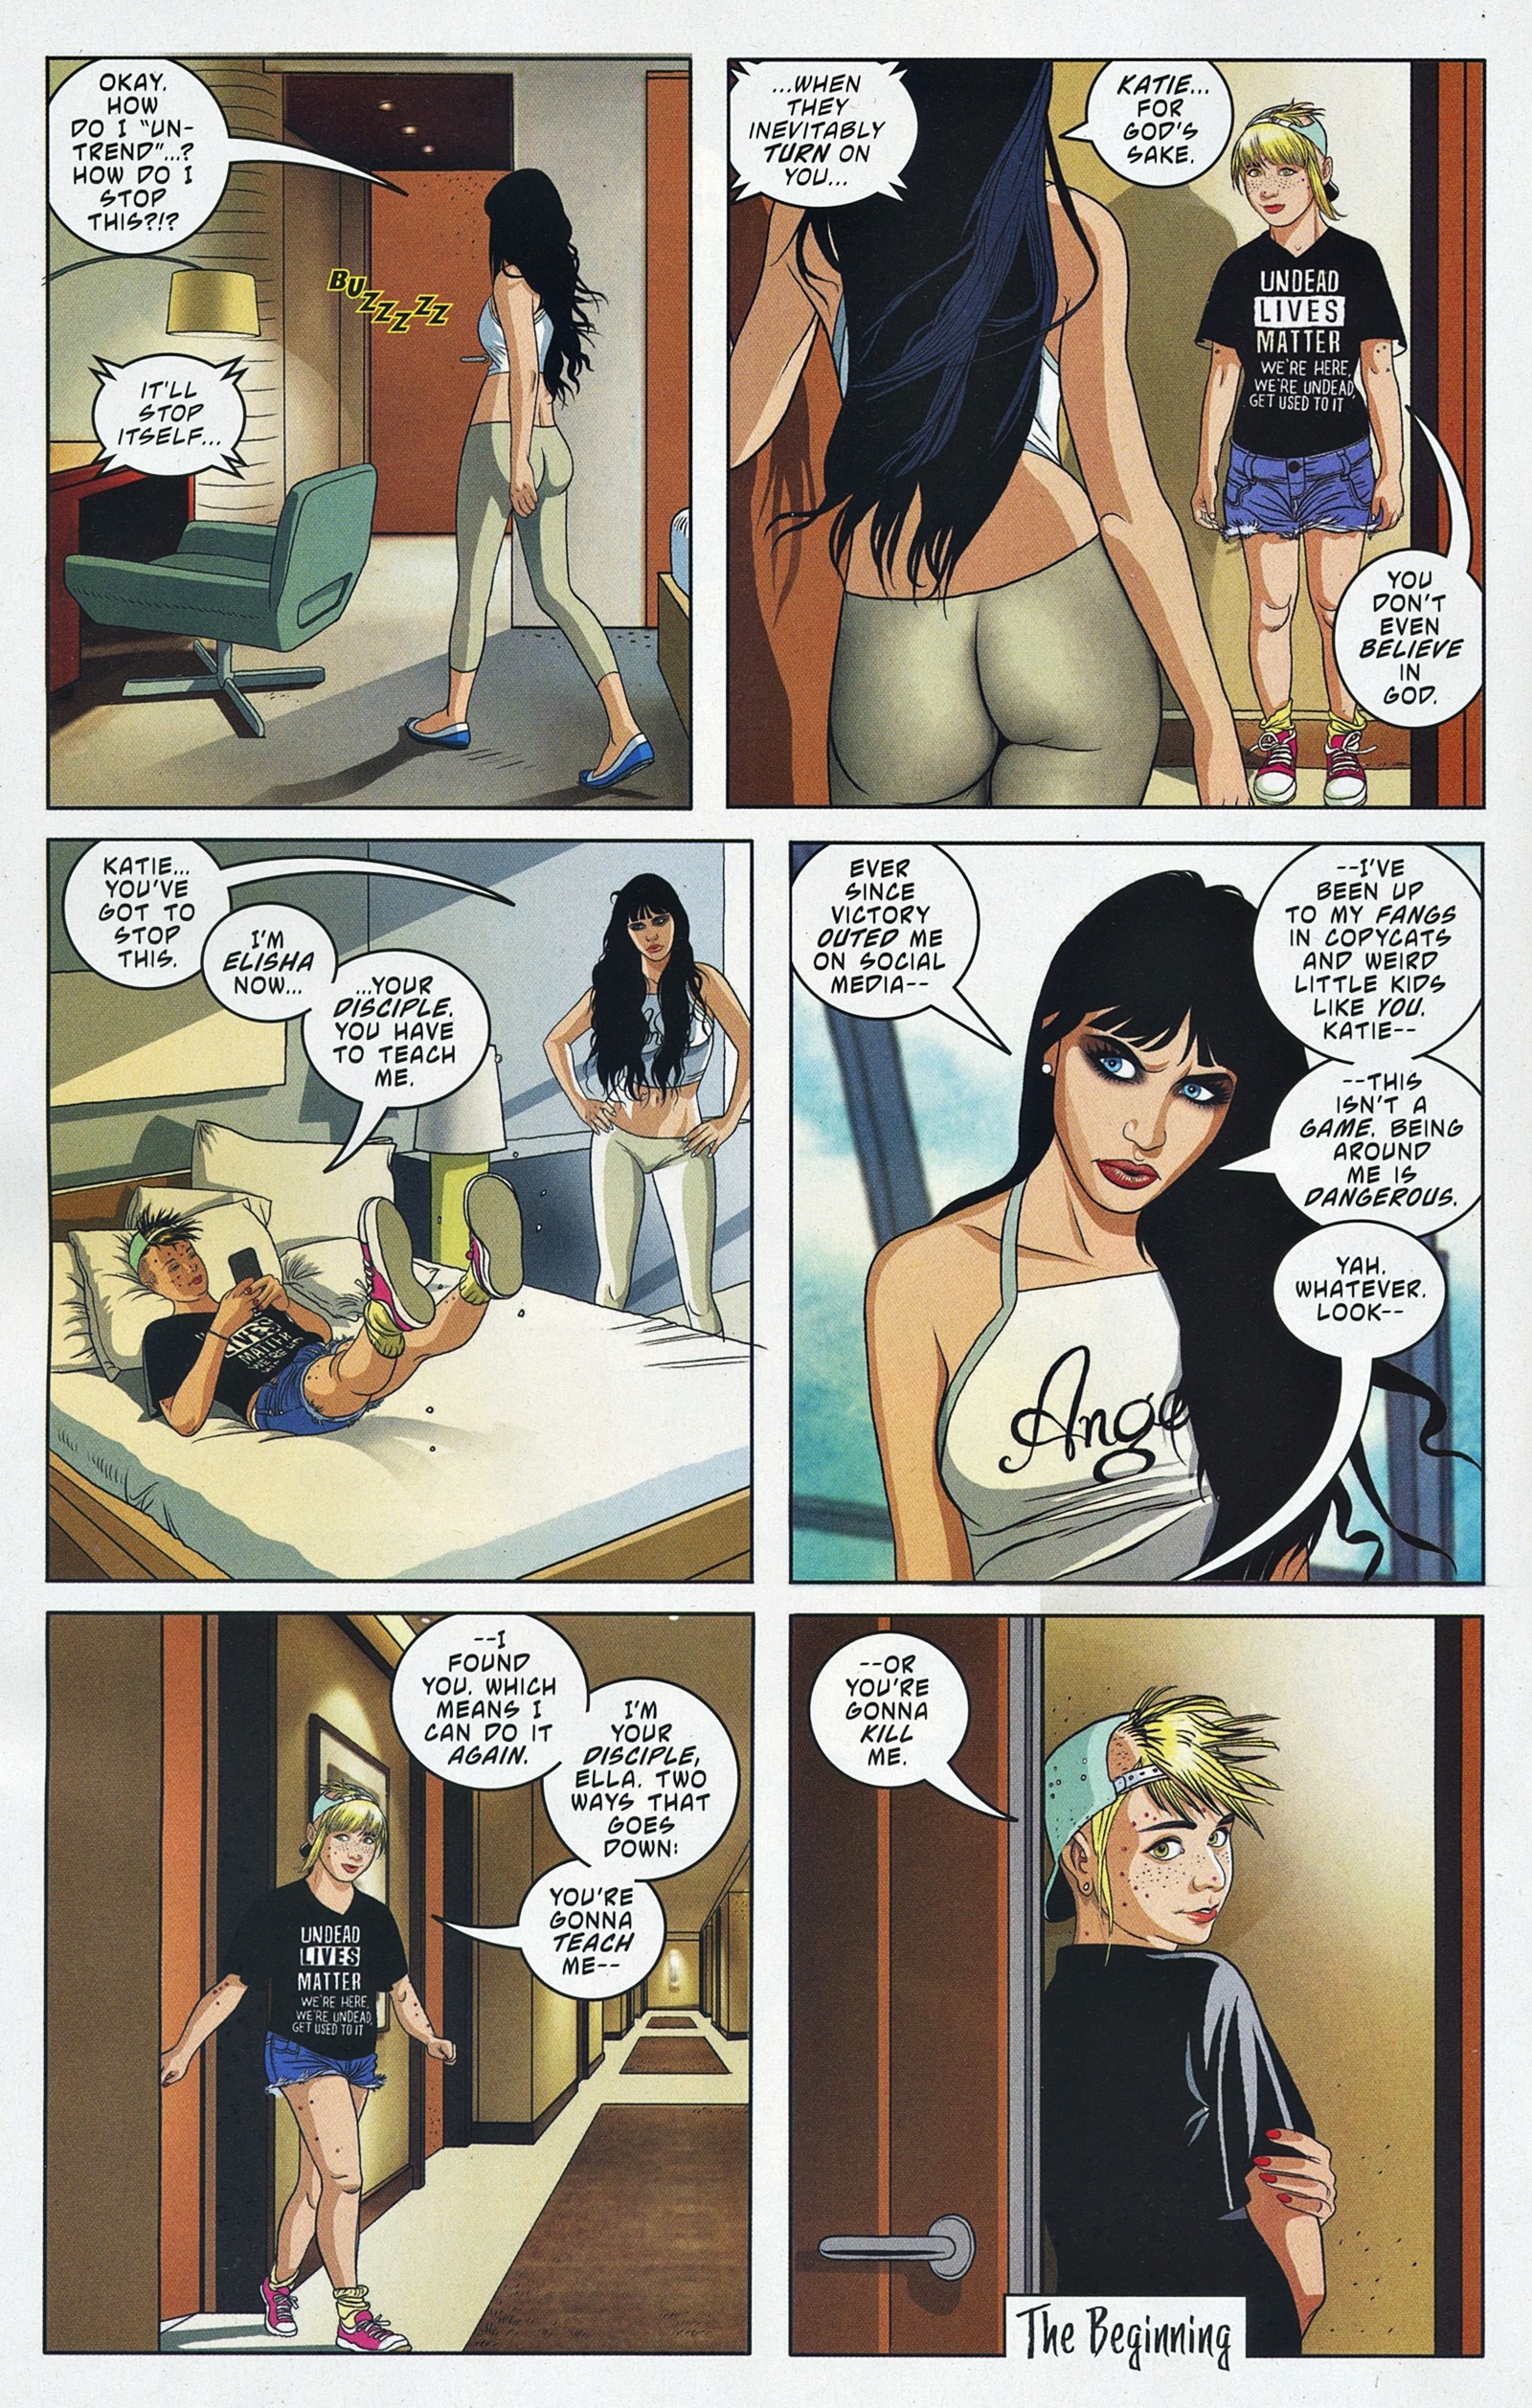 OKAY.
HOW
DO I "UN-
TREND"...?
HOW DO I
STOP
THIS?!?
BUZZZZZ
IT'LL
STOP
ITSELF...
...WHEN
THEY
INEVITABLY
TURN ON
YOU...
KATIE...
FOR
GOD'S
SAKE.
UNDEAD
LIVES
MATTER
WE'RE HERE,
WE'RE UNDEAD,
GET USED TO IT
YOU
DON'T
EVEN
BELIEVE
IN
GOD.
KATIE...
YOU'VE
GOT TO
STOP
THIS.
I'M
ELISHA
NOW...
...YOUR
DISCIPLE.
YOU HAVE
TO TEACH
ME.
LIVES
MATTER
EVER
SINCE
VICTORY
OUTED ME
ON SOCIAL
MEDIA--
--I'VE
BEEN UP
TO MY FANGS
IN COPYCATS
AND WEIRD
LITTLE KIDS
LIKE YOU.
KATIE--
--THIS
ISN'T A
GAME. BEING
AROUND
ME IS
DANGEROUS.
Ange
YAH.
WHATEVER.
LOOK--
--I
FOUND
YOU. WHICH
MEANS I
CAN DO IT
AGAIN.
I'M
YOUR
DISCIPLE,
ELLA. TWO
WAYS THAT
GOES
DOWN:
YOU'RE
GONNA
TEACH
ME--
UNDEAD
LIVES
MATTER
WE'RE HERE,
WE'RE UNDEAD,
GET USED TO IT
--OR
YOU'RE
GONNA
KILL
ME.
The Beginning